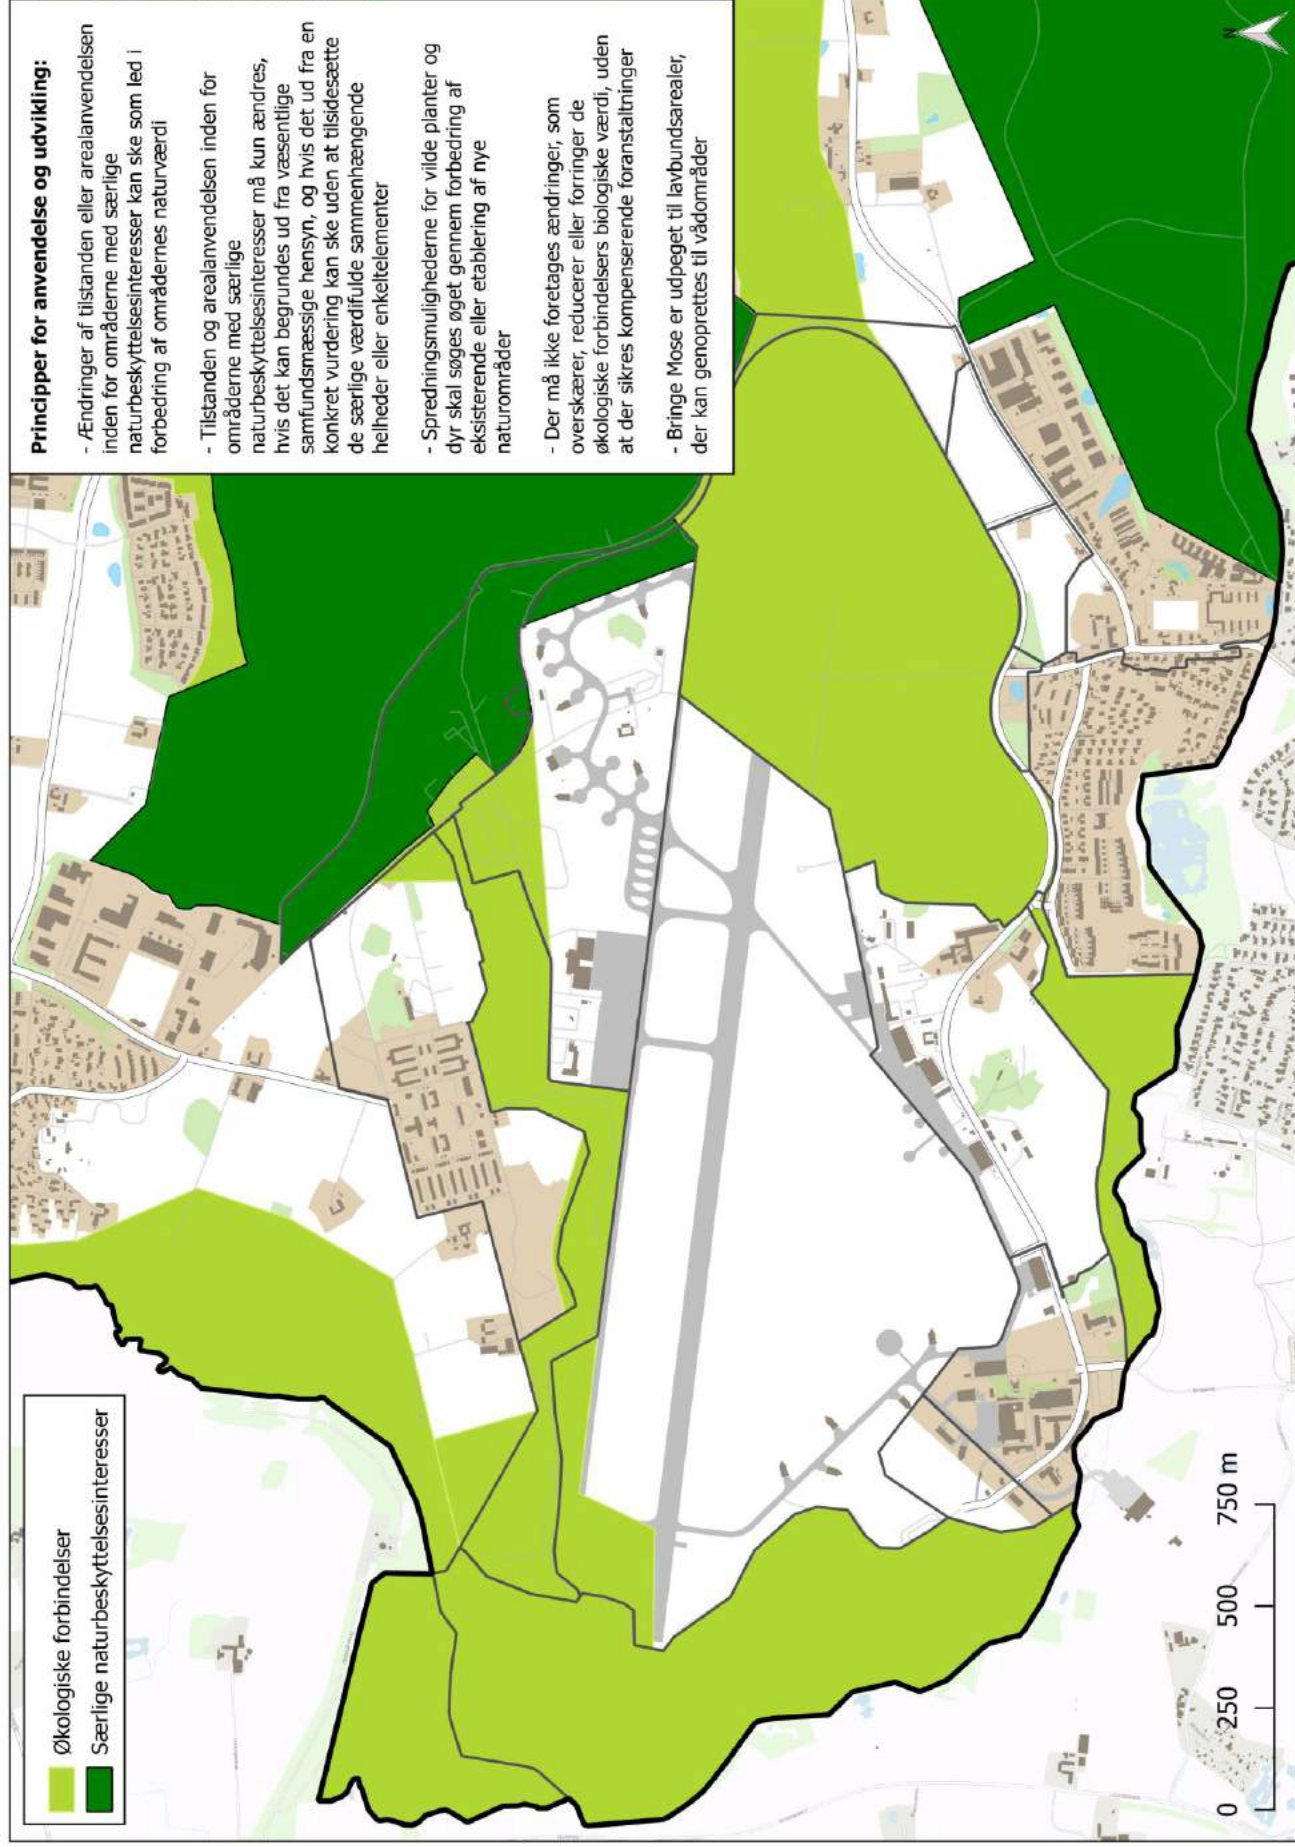 Principper for anvendelse og udvikling:
- Ændringer af tilstanden eller arealanvendelsen
inden for områderne med særlige
naturbeskyttelsesinteresser kan ske som led i
forbedring af områdernes naturværdi
- Tilstanden og arealanvendelsen inden for
områderne med særlige
naturbeskyttelsesinteresser må kun ændres,
hvis det kan begrundes ud fra væsentlige
samfundsmæssige hensyn, og hvis det ud fra en
konkret vurdering kan ske uden at tilsidesætte
de særlige værdifulde sammenhængende
helheder eller enkeltelementer
- Spredningsmulighederne for vilde planter og
dyr skal søges øget gennem forbedring af
eksisterende eller etablering af nye
naturområder
- Der må ikke foretages ændringer, som
overskærer, reducerer eller forringer de
økologiske forbindelsers biologiske værdi, uden
at der sikres kompenserende foranstaltninger
- Bringe Mose er udpeget til lavbundsarealer,
der kan genoprettes til vådområder
Økologiske forbindelser
Særlige naturbeskyttelsesinteresser
N
0 250 500 750 m